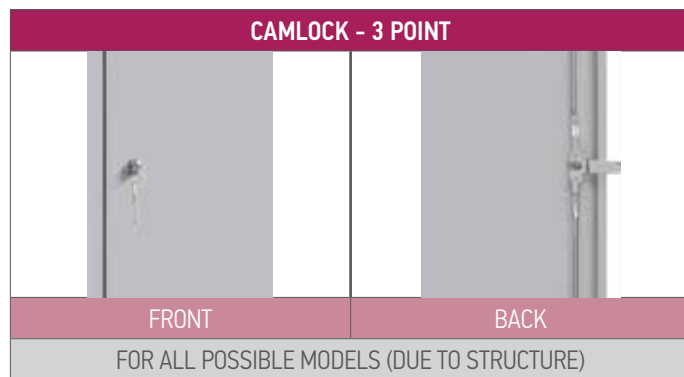 CAMLOCK - 3 POINT
FRONT
BACK
FOR ALL POSSIBLE MODELS (DUE TO STRUCTURE)